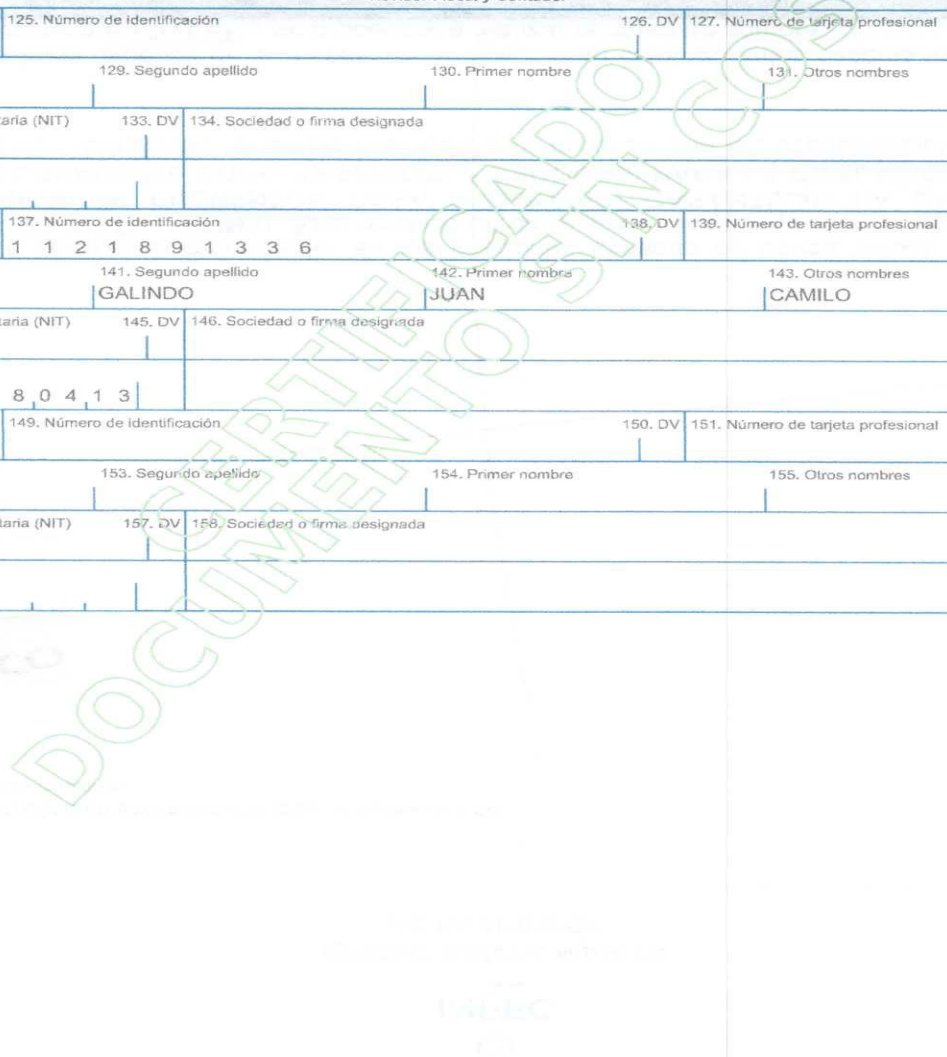 125. Número de identificación 126. DV 127. Número de tarjeta profesional
129. Segundo apellido 130. Primer nombre 131. Otros nombres
taria (NIT) 133. DV 134. Sociedad o firma designada
137. Número de identificación 138. DV 139. Número de tarjeta profesional
1 1 2 1 8 9 1 3 3 6
141. Segundo apellido 142. Primer nombre 143. Otros nombres
GALINDO JUAN CAMILO
taria (NIT) 145. DV 146. Sociedad o firma designada
8 0 4 1 3
149. Número de identificación 150. DV 151. Número de tarjeta profesional
153. Segundo apellido 154. Primer nombre 155. Otros nombres
taria (NIT) 157. DV 158. Sociedad o firma designada
CERTIFICADO
DOCUMENTO SIN COS